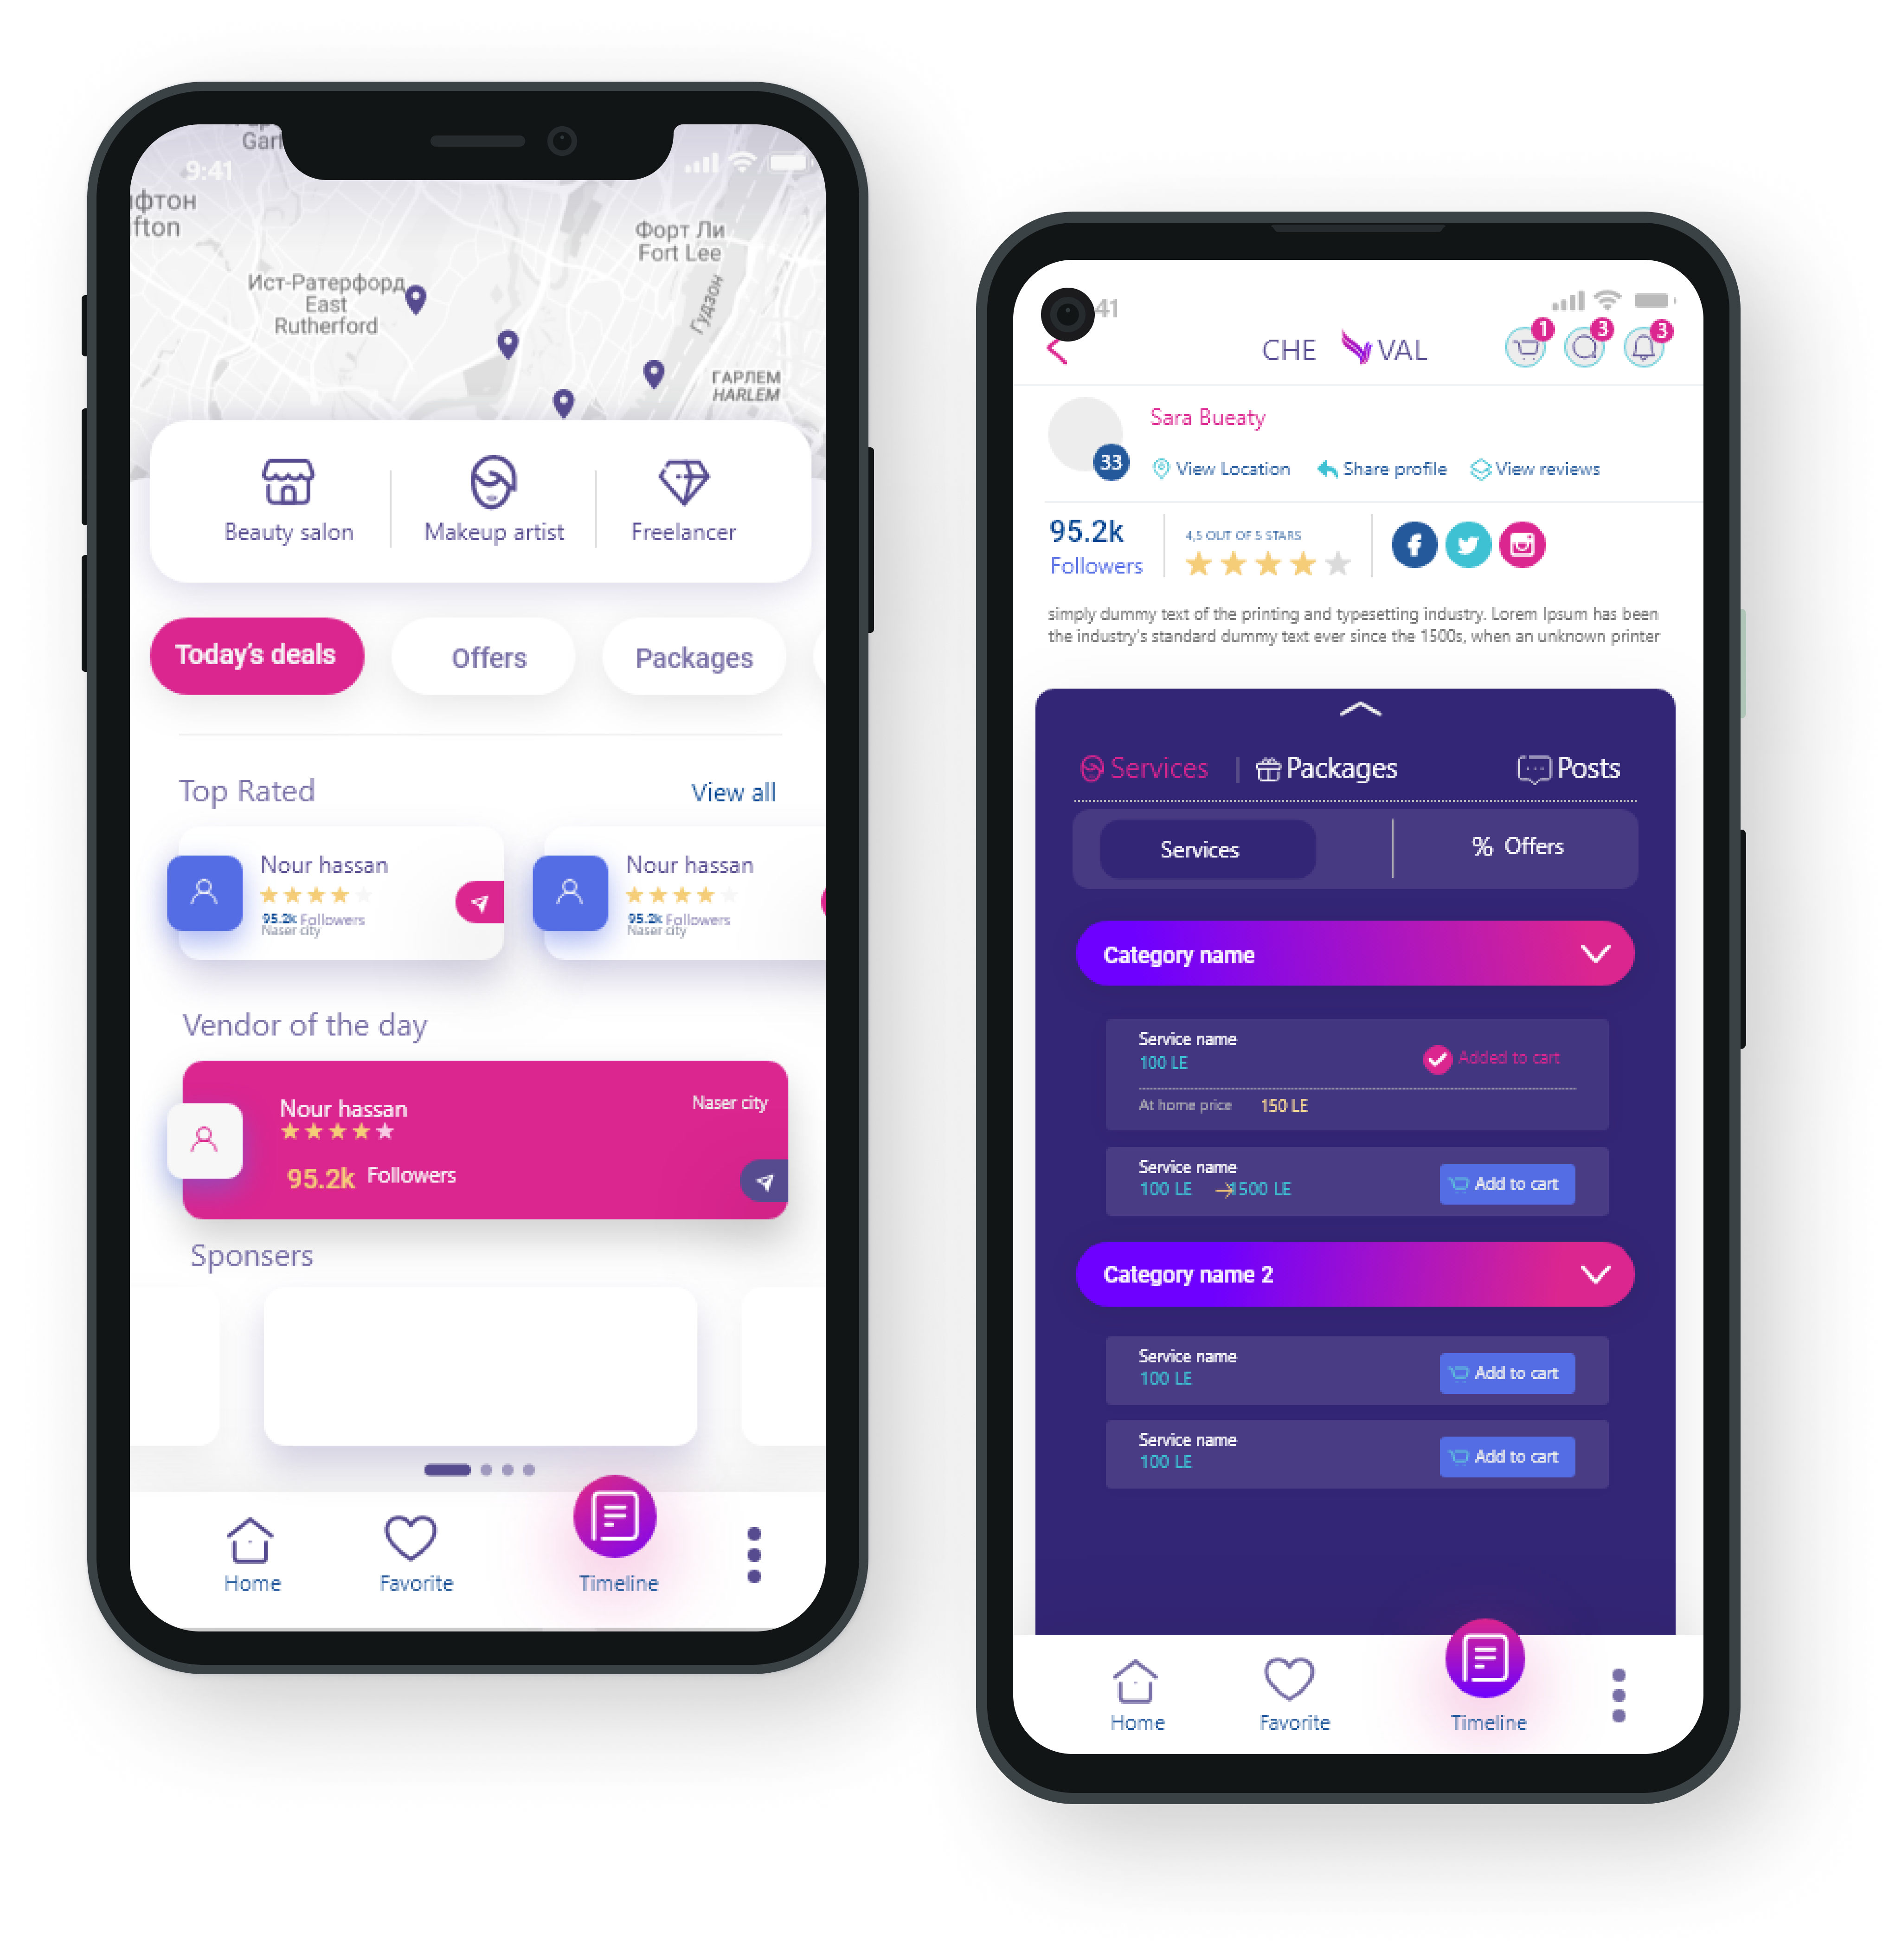 Garf
9:41
ифтон
ifton
Форт Ли
Fort Lee
Ист-Ратерфорд
East
Rutherford
Гудзон
ГАРЛЕМ
HARLEM
Beauty salon
Makeup artist
Freelancer
Today's deals
Offers
Packages
Top Rated
View all
Nour hassan
95.2k Followers
Naser city
Nour hassan
95.2k Followers
Naser city
Vendor of the day
Nour hassan
Naser city
95.2k Followers
Sponsers
Home
Favorite
Timeline
41
CHE VAL
1
3
3
Sara Bueaty
33
View Location
Share profile
View reviews
95.2k
Followers
4,5 OUT OF 5 STARS
simply dummy text of the printing and typesetting industry. Lorem Ipsum has been
the industry's standard dummy text ever since the 1500s, when an unknown printer
Services
Packages
Posts
Services
% Offers
Category name
Service name
100 LE
Added to cart
At home price 150 LE
Service name
100 LE → 1500 LE
Add to cart
Category name 2
Service name
100 LE
Add to cart
Service name
100 LE
Add to cart
Home
Favorite
Timeline